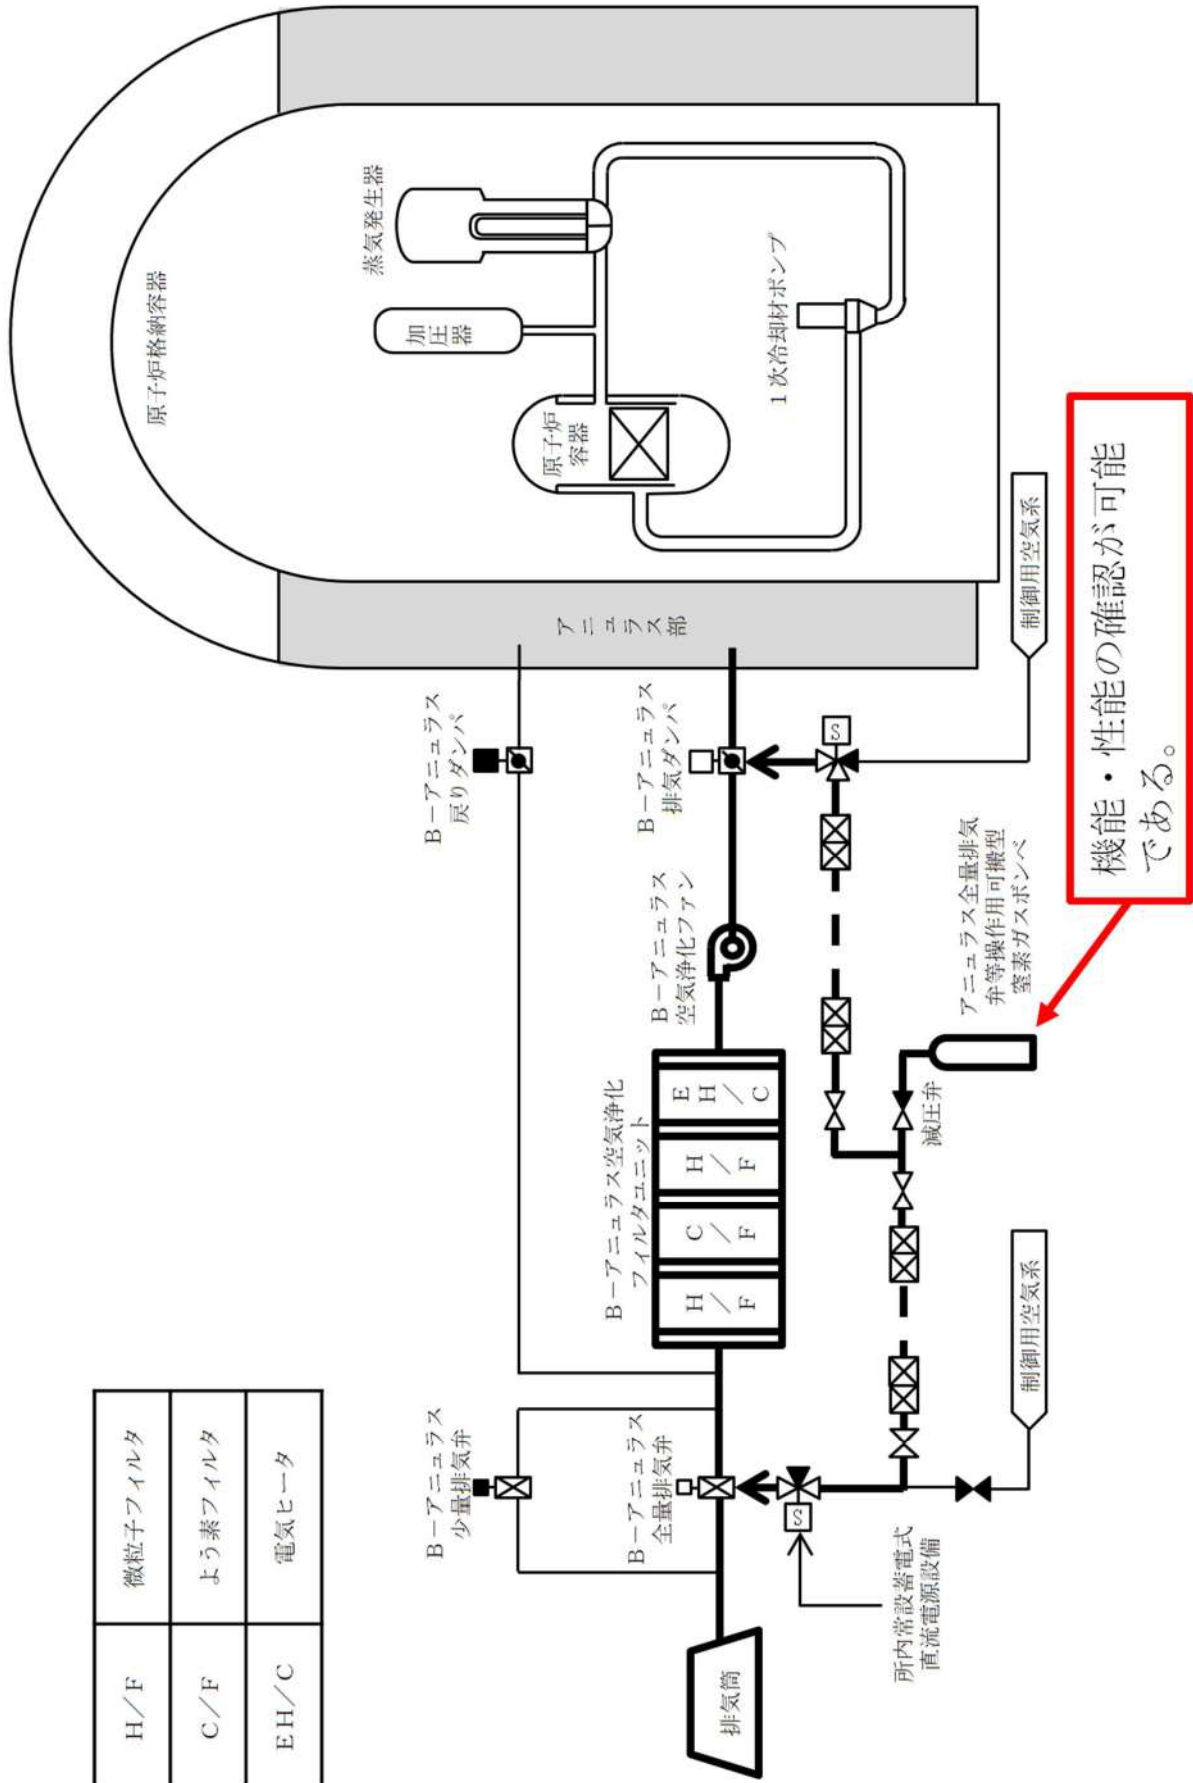 原子炉格納容器
蒸気発生器
加圧器
原子炉
容器
1次冷却材ポンプ
アニュラス部
B－アニュラス
戻りダンパ
B－アニュラス
排気ダンパ
S
制御用空気系
B－アニュラス
空気浄化ファン
B－アニュラス空気浄化
フィルタユニット
H／F
C／F
H／F
EH／C
アニュラス全量排気
弁等操作用可搬型
窒素ガスボンベ
減圧弁
機能・性能の確認が可能
である。
B－アニュラス
少量排気弁
B－アニュラス
全量排気弁
S
制御用空気系
所内常設蓄電式
直流電源設備
排気筒
H／F 微粒子フィルタ
C／F よう素フィルタ
EH／C 電気ヒータ